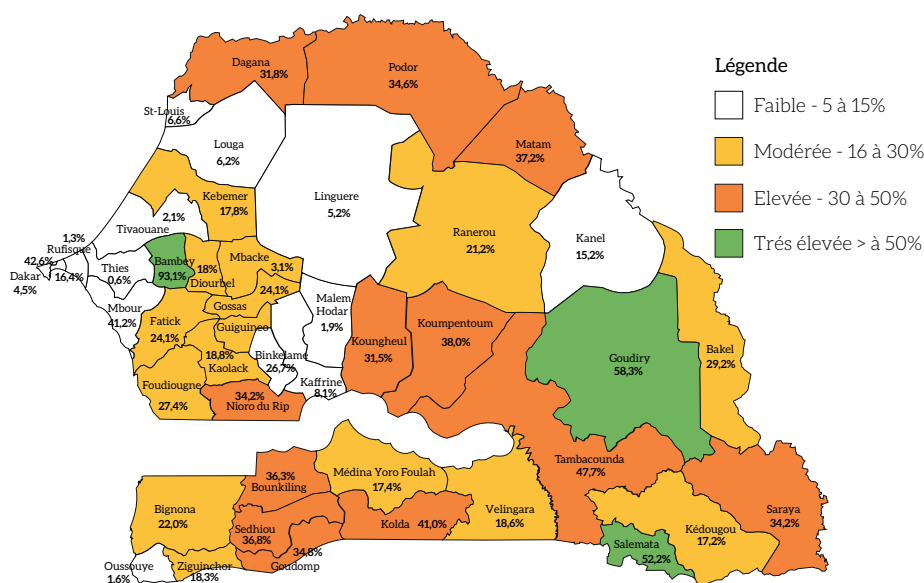 Légende
Faible - 5 à 15%
Modérée - 16 à 30%
Elevée - 30 à 50%
Trés élevée > à 50%
Dagana
31,8%
Podor
34,6%
St-Louis
6,6%
Louga
6,2%
Matam
37,2%
Linguere
5,2%
Kebemer
17,8%
Ranerou
21,2%
Kanel
15,2%
2,1%
Tivaouane
1,3%
Rufisque
42,6%
Dakar
4,5%
16,4%
Thies
0,6%
Bambey
93,1%
18%
Diourbel
Mbacke
3,1%
24,1%
Mbour
41,2%
Gossas
Fatick
24,1%
Guiguineo
18,8%
Kaolack
Binkelame
26,7%
Malem
Hodar
1,9%
Kaffrine
8,1%
Koungheul
31,5%
Koumpentoum
38,0%
Goudiry
58,3%
Bakel
29,2%
Foudiougne
27,4%
34,2%
Nioro du Rip
Tambacounda
47,7%
36,3%
Bounkiling
Médina Yoro Foulah
17,4%
Velingara
18,6%
Bignona
22,0%
Sedhiou
36,8%
Kolda 41,0%
34,8%
Goudomp
Saraya
34,2%
Kédougou
17,2%
Salemata
52,2%
Oussouye
1.6%
Ziguinchor
18,3%